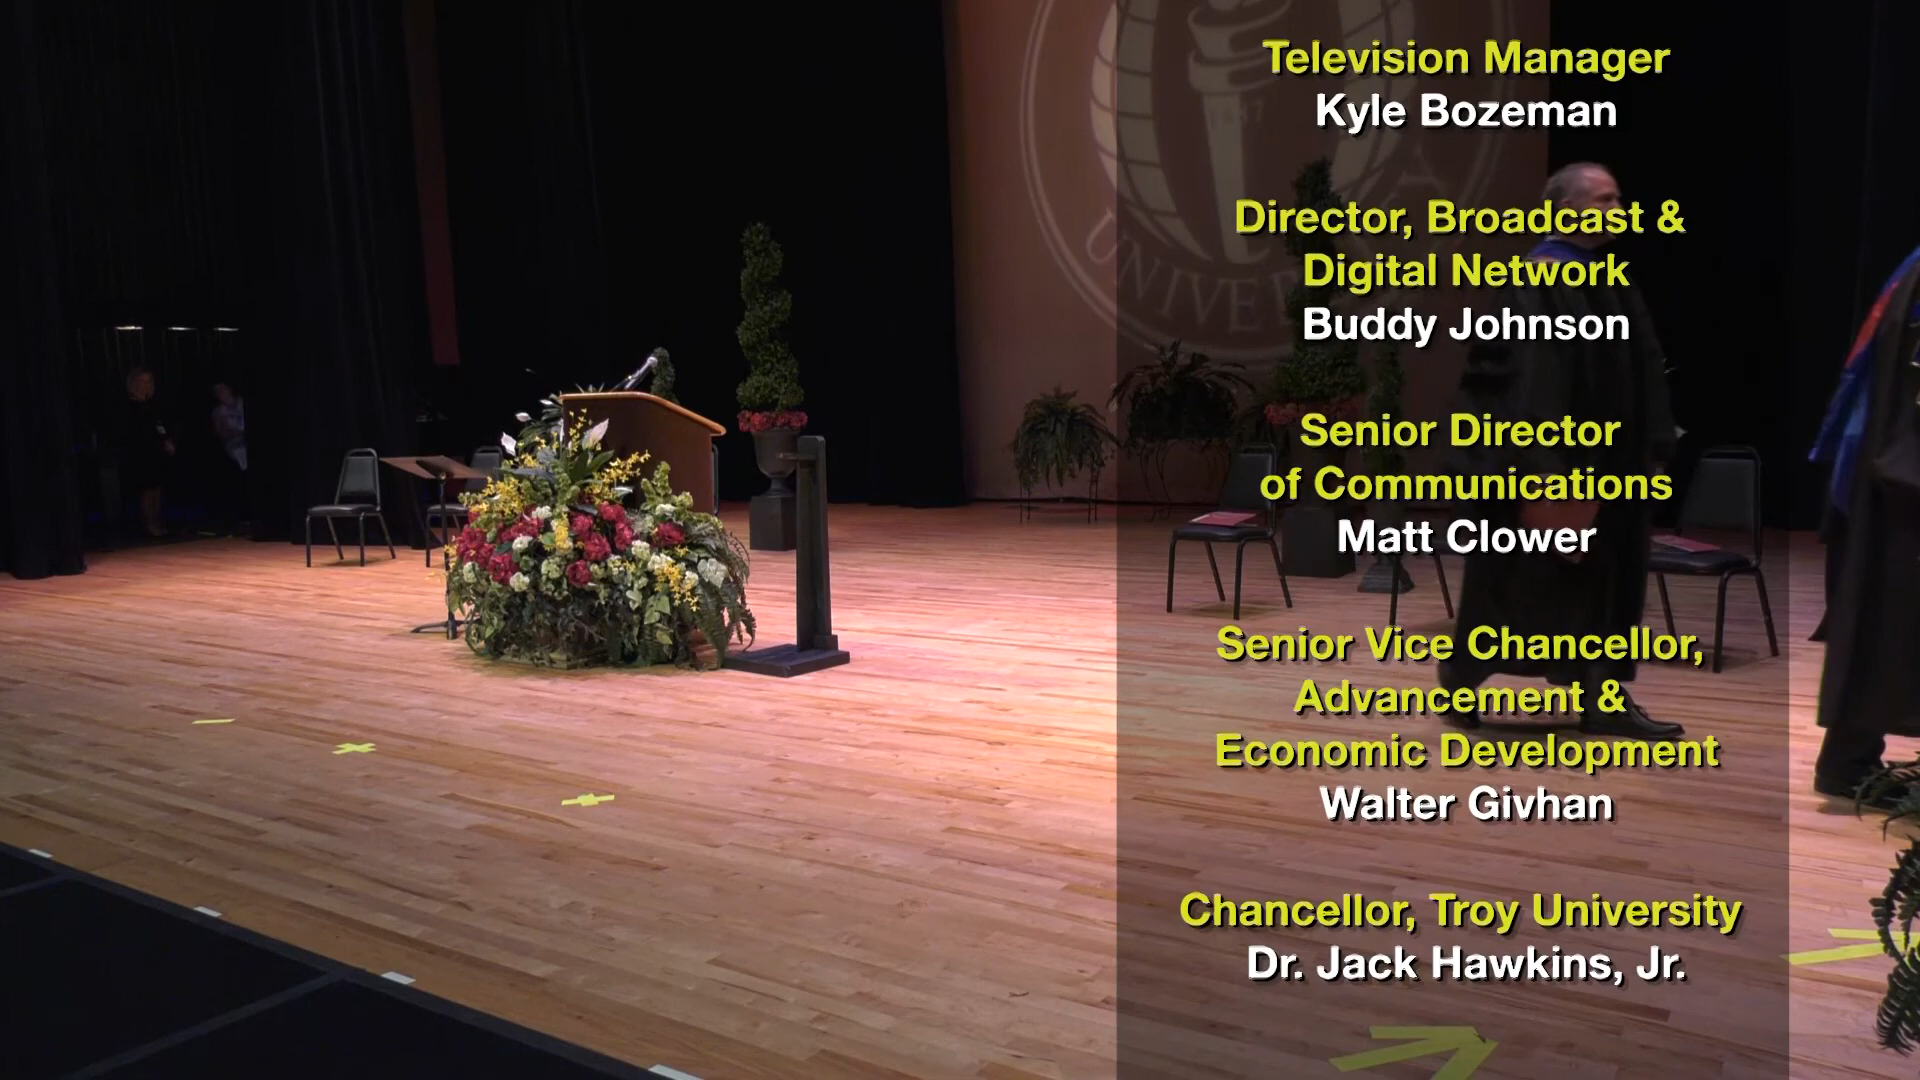 Television Manager
Kyle Bozeman
Director, Broadcast &
Digital Network
Buddy Johnson
Senior Director
of Communications
Matt Clower
Senior Vice Chancellor,
Advancement &
Economic Development
Walter Givhan
Chancellor, Troy University
Dr. Jack Hawkins, Jr.